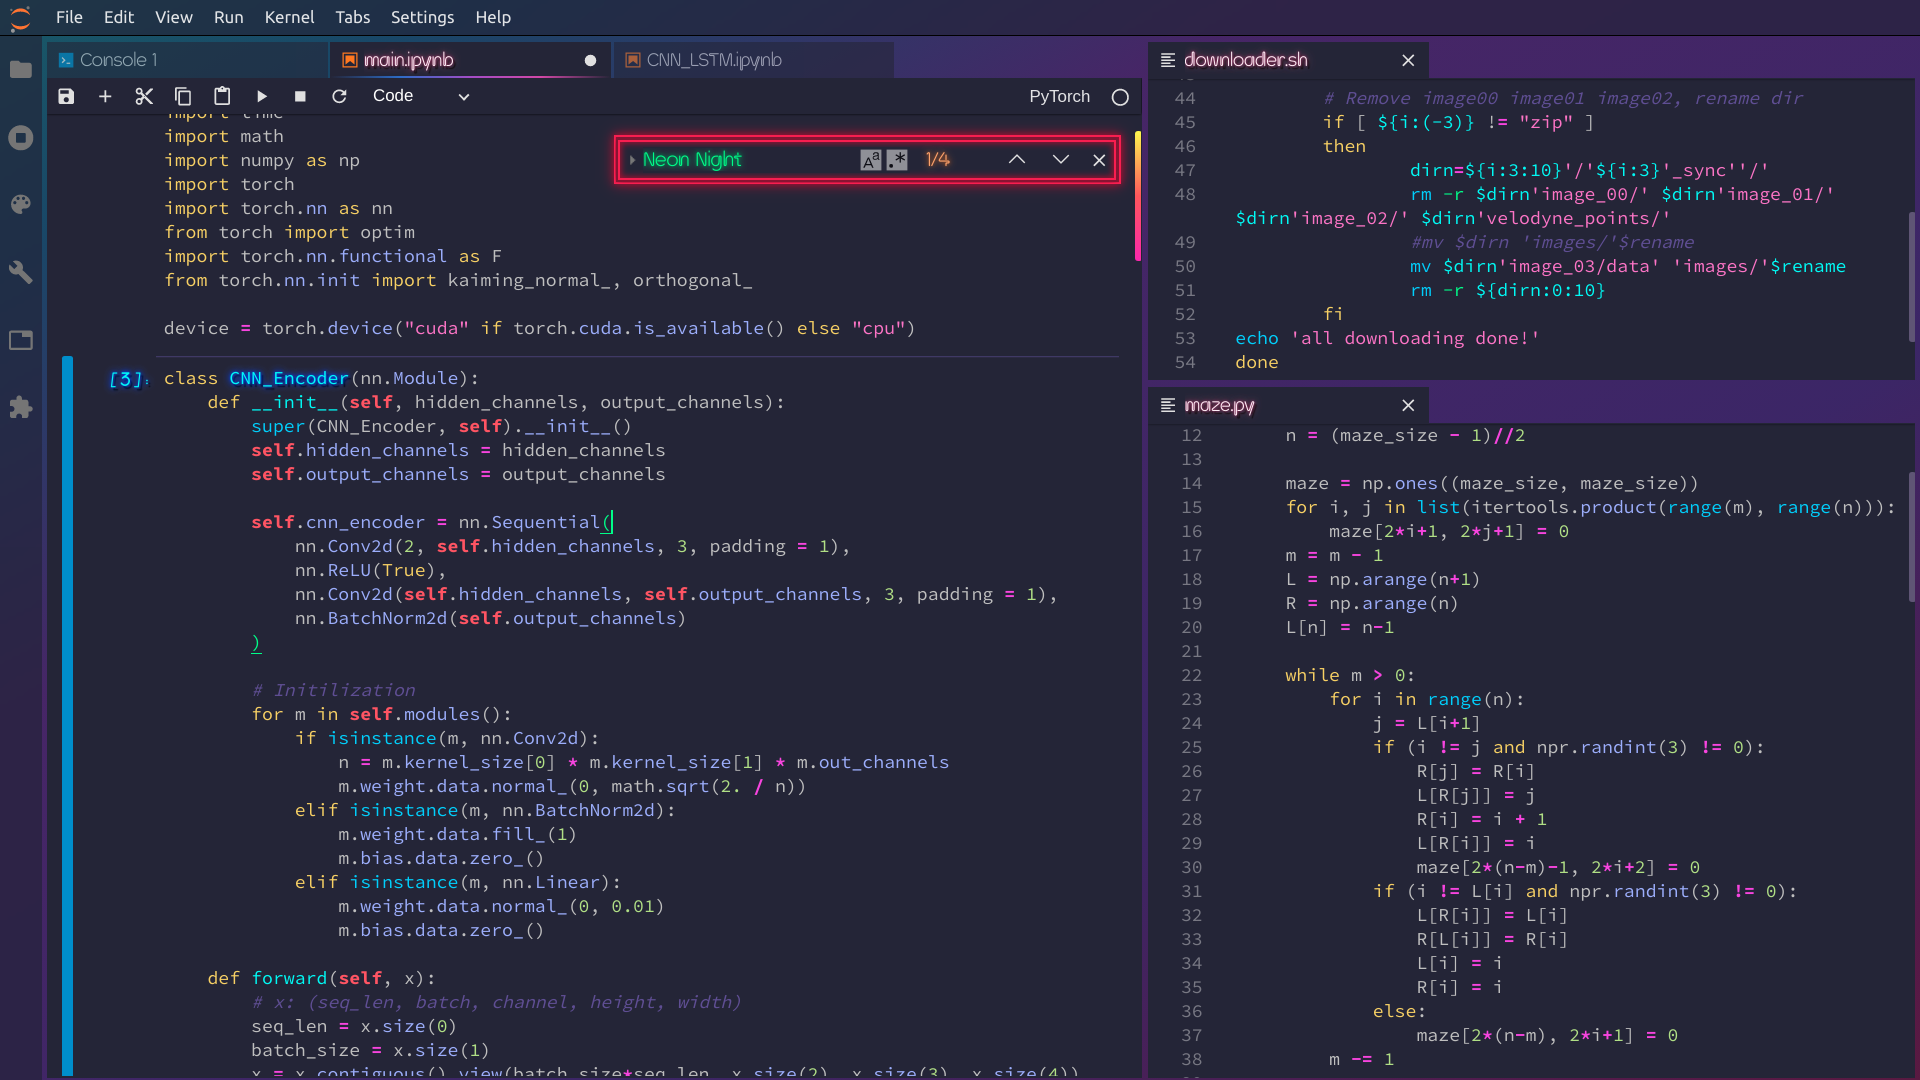 File Edit View Run Kernel Tabs Settings Help
Console 1
main.ipynb
CNN_LSTM.ipynb
Code
PyTorch
Neon Night
1/4
import time
import math
import numpy as np
import torch
import torch.nn as nn
from torch import optim
import torch.nn.functional as F
from torch.nn.init import kaiming_normal_, orthogonal_
device = torch.device("cuda" if torch.cuda.is_available() else "cpu")
[3]: class CNN_Encoder(nn.Module):
def __init__(self, hidden_channels, output_channels):
super(CNN_Encoder, self).__init__()
self.hidden_channels = hidden_channels
self.output_channels = output_channels
self.cnn_encoder = nn.Sequential(
nn.Conv2d(2, self.hidden_channels, 3, padding = 1),
nn.ReLU(True),
nn.Conv2d(self.hidden_channels, self.output_channels, 3, padding = 1),
nn.BatchNorm2d(self.output_channels)
)
# Initilization
for m in self.modules():
if isinstance(m, nn.Conv2d):
n = m.kernel_size[0] * m.kernel_size[1] * m.out_channels
m.weight.data.normal_(0, math.sqrt(2. / n))
elif isinstance(m, nn.BatchNorm2d):
m.weight.data.fill_(1)
m.bias.data.zero_()
elif isinstance(m, nn.Linear):
m.weight.data.normal_(0, 0.01)
m.bias.data.zero_()
def forward(self, x):
# x: (seq_len, batch, channel, height, width)
seq_len = x.size(0)
batch_size = x.size(1)
x = x.contiguous().view(batch_size*seq_len, x.size(2), x.size(3), x.size(4))
downloader.sh
44 # Remove image00 image01 image02, rename dir
45 if [ ${i:(-3)} != "zip" ]
46 then
47 dirn=${i:3:10}'/'${i:3}'_sync''/'
48 rm -r $dirn'image_00/' $dirn'image_01/'
$dirn'image_02/' $dirn'velodyne_points/'
49 #mv $dirn 'images/'$rename
50 mv $dirn'image_03/data' 'images/'$rename
51 rm -r ${dirn:0:10}
52 fi
53 echo 'all downloading done!'
54 done
maze.py
12 n = (maze_size - 1)//2
13
14 maze = np.ones((maze_size, maze_size))
15 for i, j in list(itertools.product(range(m), range(n))):
16 maze[2*i+1, 2*j+1] = 0
17 m = m - 1
18 L = np.arange(n+1)
19 R = np.arange(n)
20 L[n] = n-1
21
22 while m > 0:
23 for i in range(n):
24 j = L[i+1]
25 if (i != j and npr.randint(3) != 0):
26 R[j] = R[i]
27 L[R[j]] = j
28 R[i] = i + 1
29 L[R[i]] = i
30 maze[2*(n-m)-1, 2*i+2] = 0
31 if (i != L[i] and npr.randint(3) != 0):
32 L[R[i]] = L[i]
33 R[L[i]] = R[i]
34 L[i] = i
35 R[i] = i
36 else:
37 maze[2*(n-m), 2*i+1] = 0
38 m -= 1